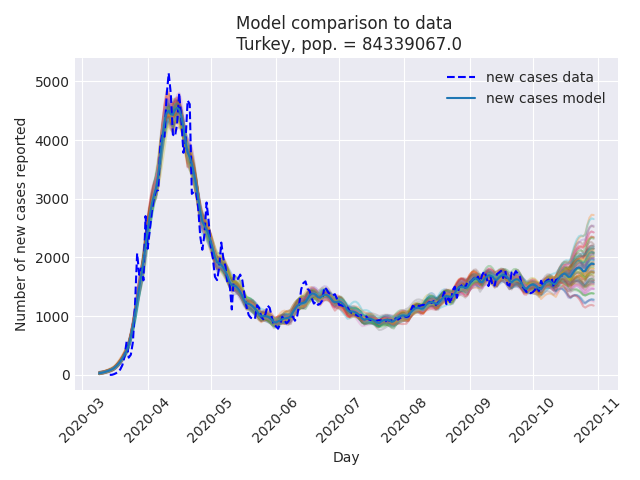 Model comparison to data
Turkey, pop. = 84339067.0
new cases data
new cases model
5000
4000
3000
2000
1000
0
Number of new cases reported
2020-03
2020-04
2020-05
2020-06
2020-07
2020-08
2020-09
2020-10
2020-11
Day